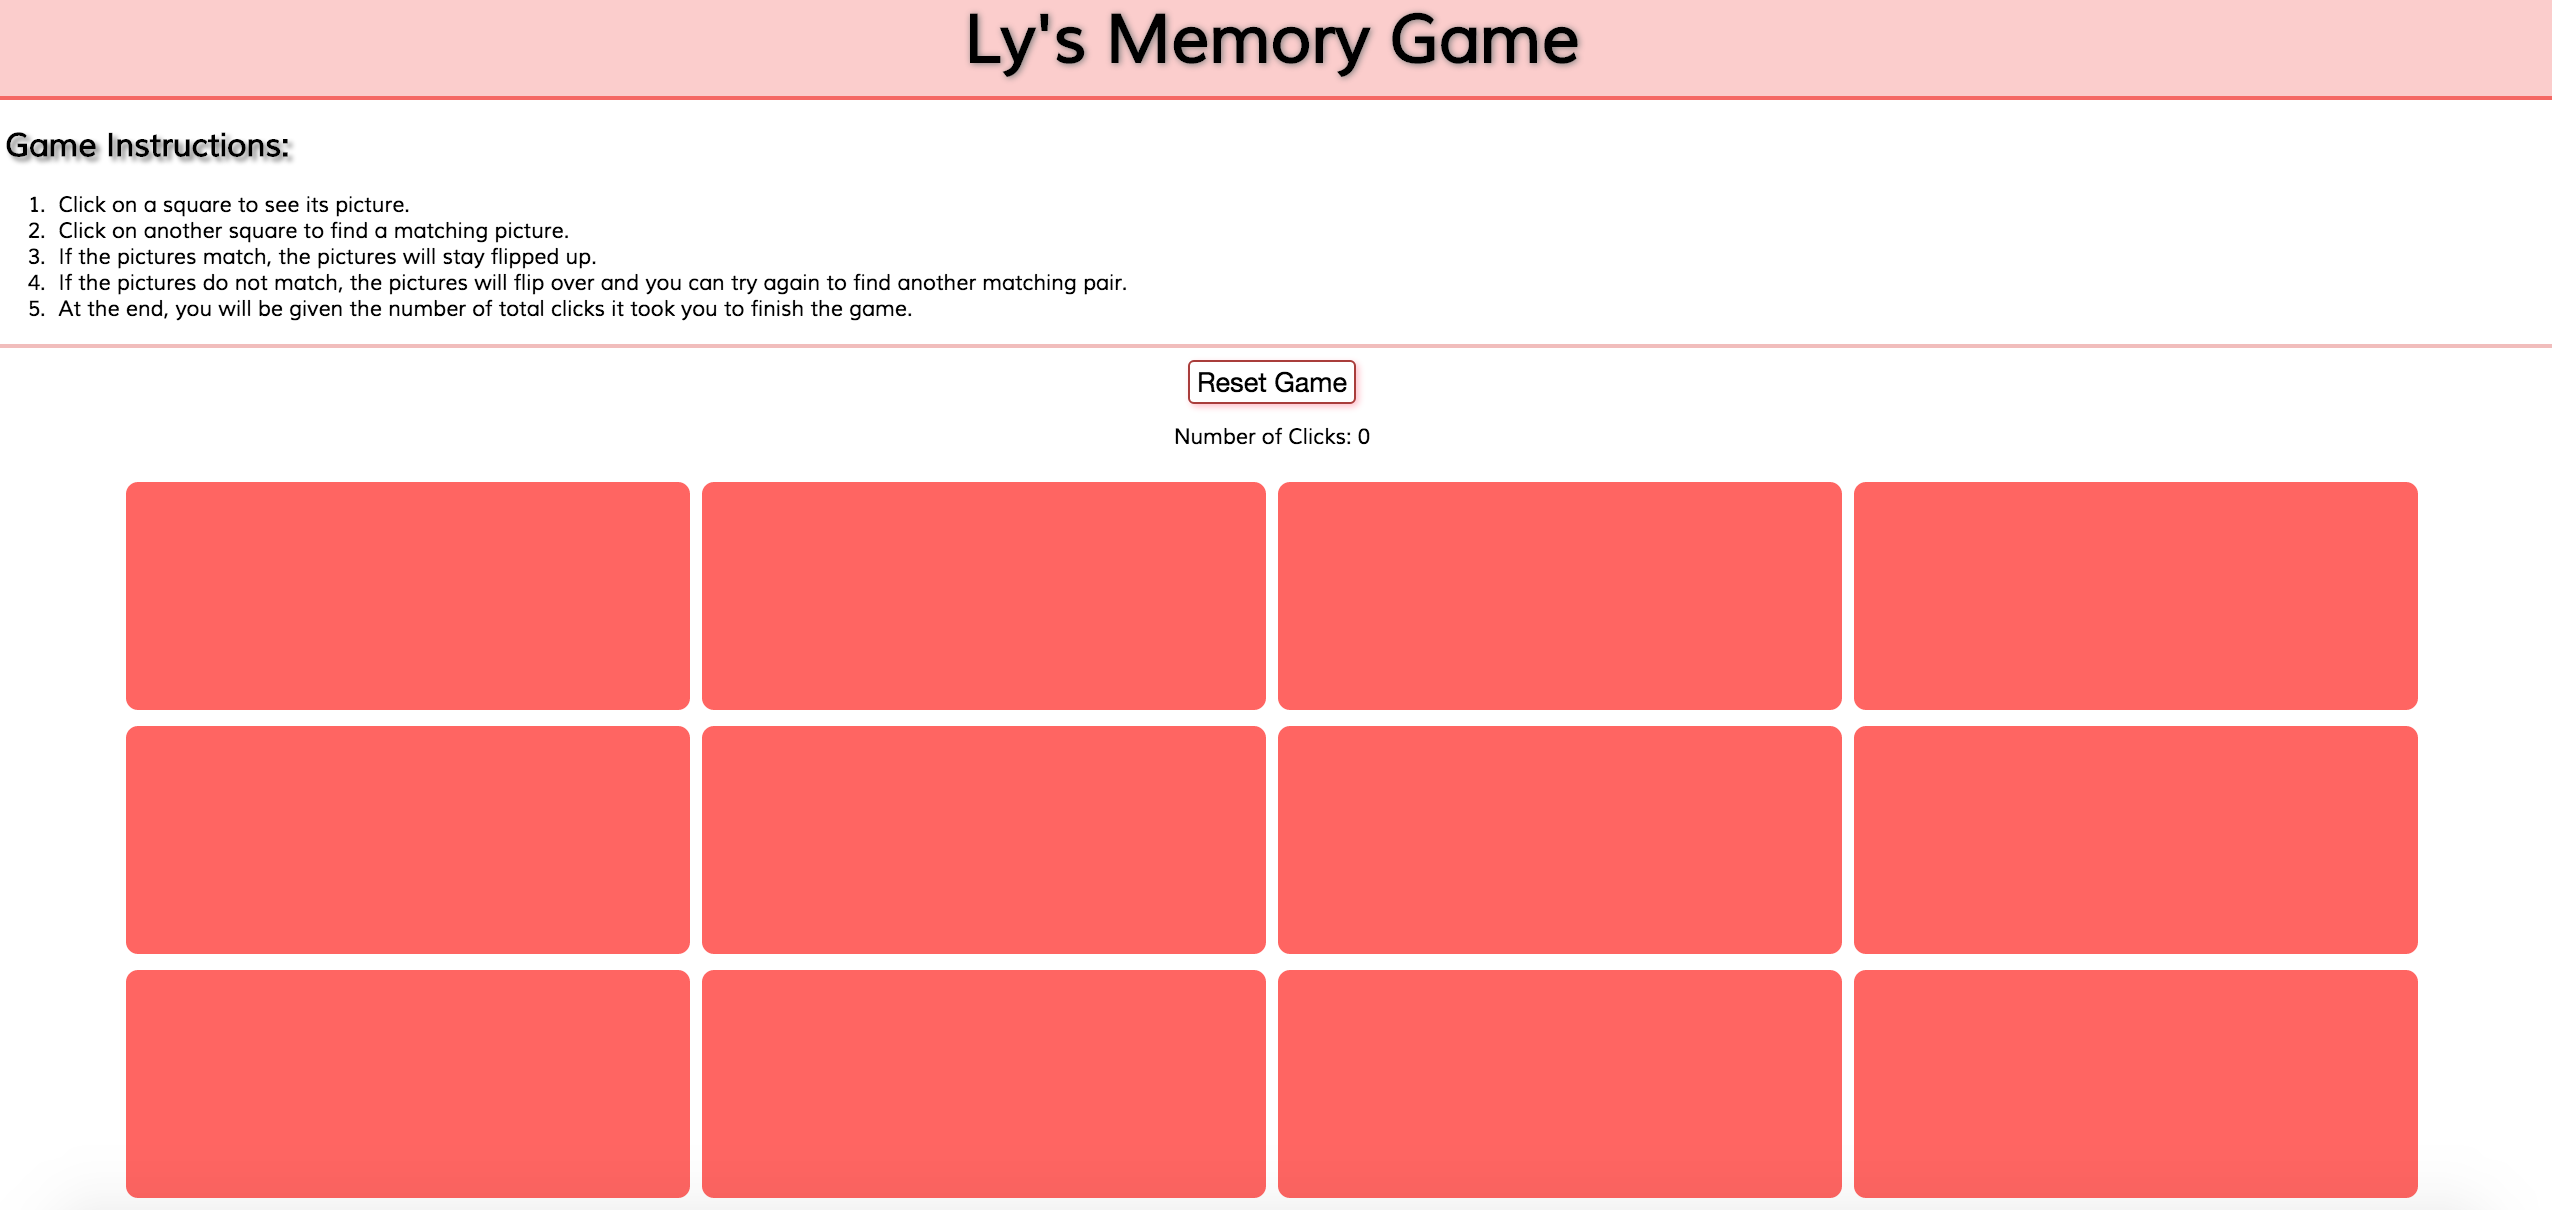 Ly's Memory Game
Game Instructions:
1. Click on a square to see its picture.
2. Click on another square to find a matching picture.
3. If the pictures match, the pictures will stay flipped up.
4. If the pictures do not match, the pictures will flip over and you can try again to find another matching pair.
5. At the end, you will be given the number of total clicks it took you to finish the game.
Reset Game
Number of Clicks: 0